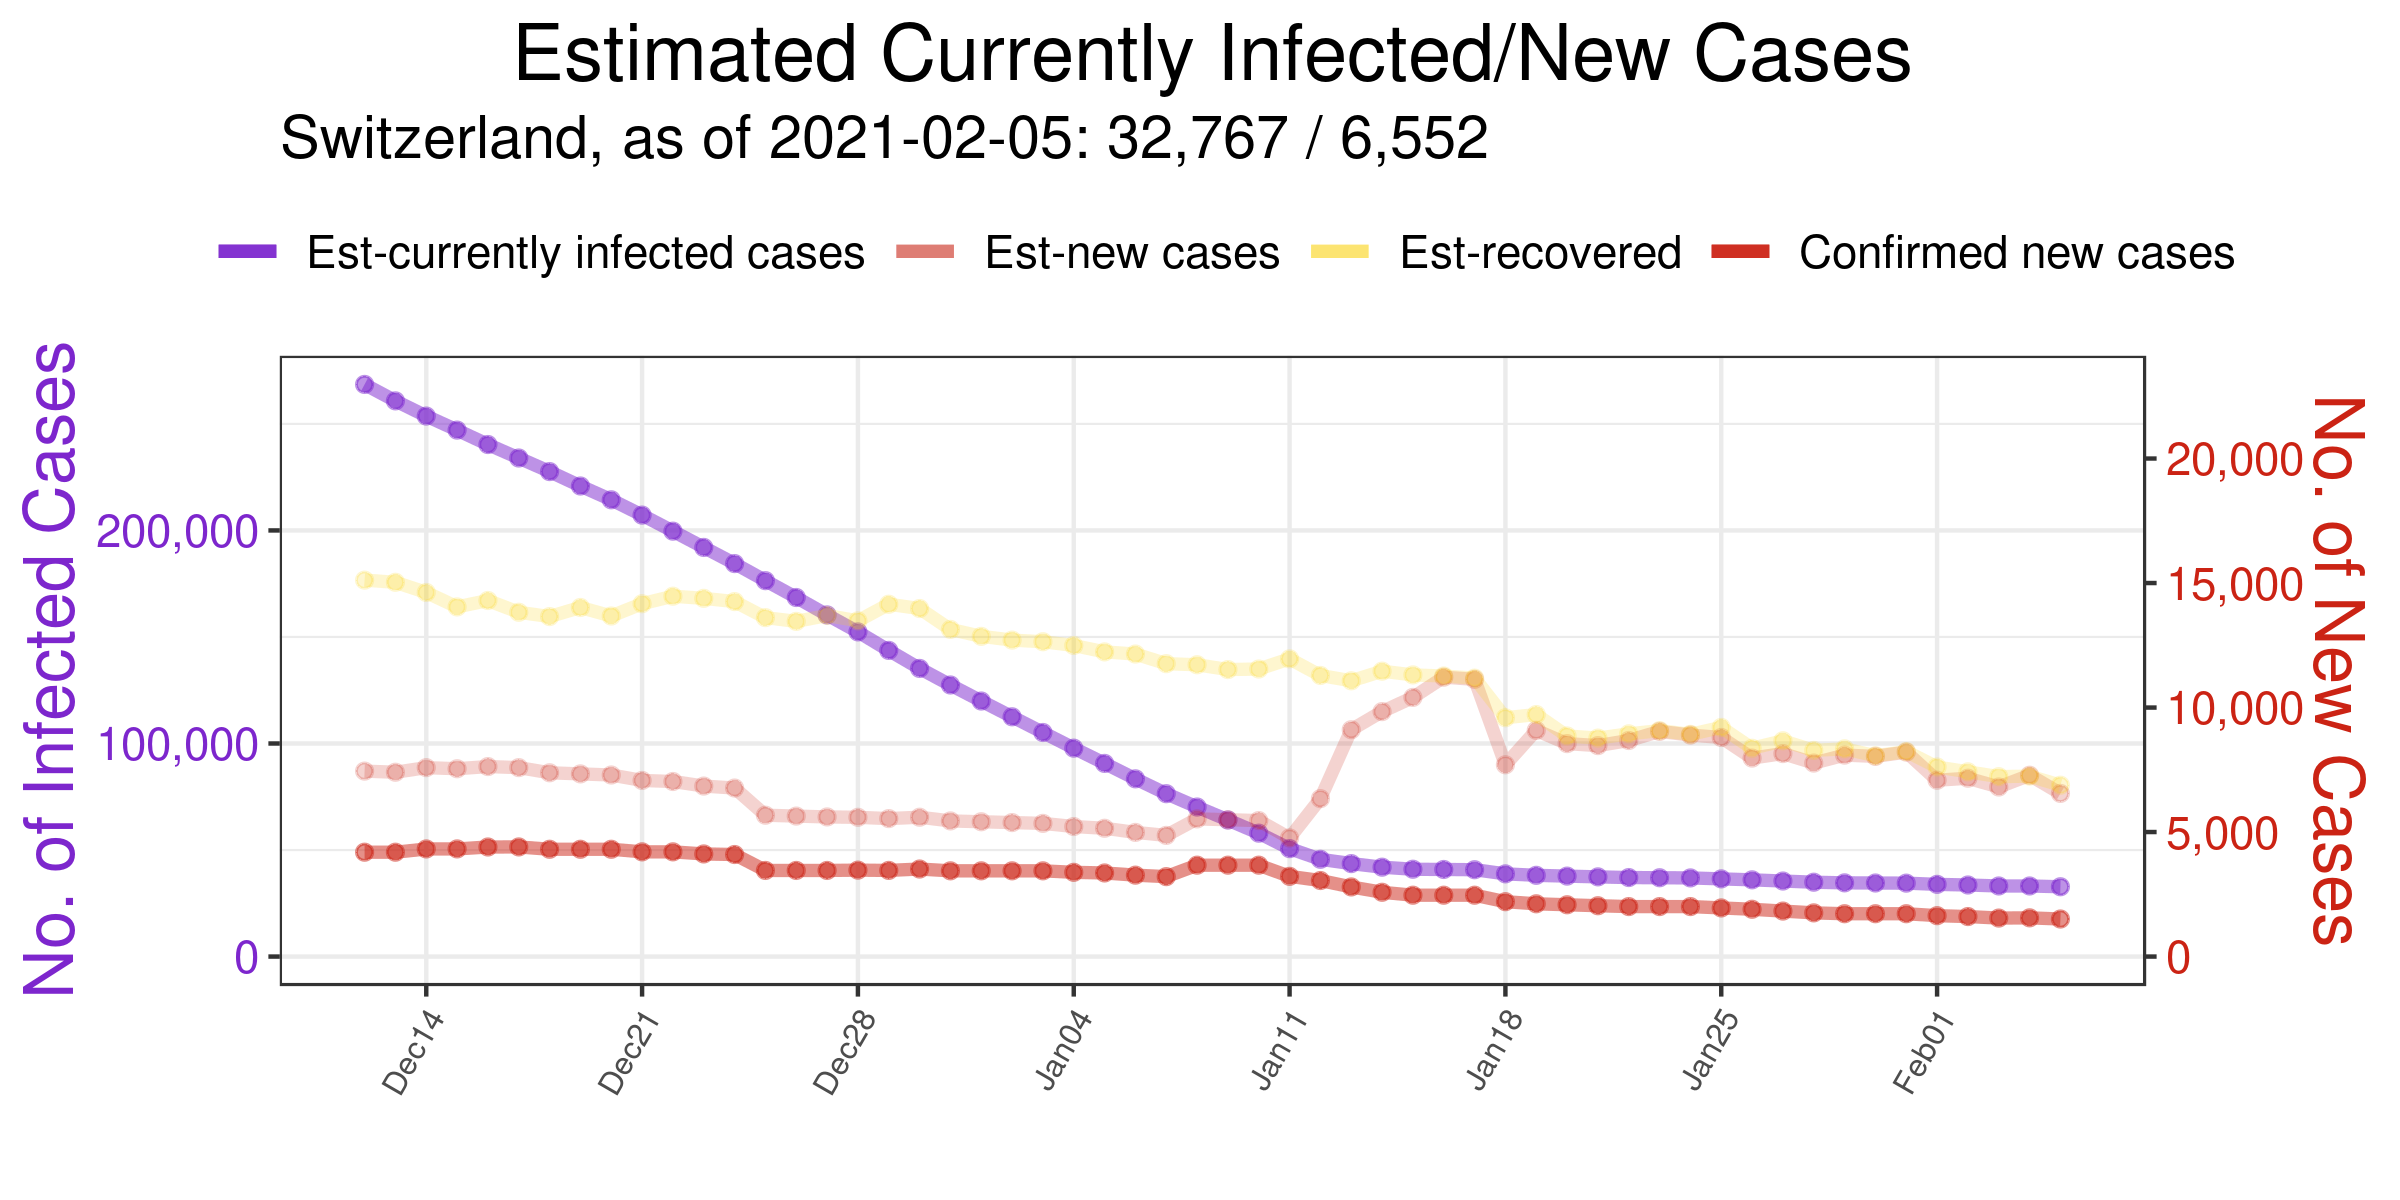 Estimated Currently Infected/New Cases
Switzerland, as of 2021-02-05: 32,767 / 6,552
Est-currently infected cases Est-new cases Est-recovered Confirmed new cases
No. of Infected Cases
200,000
100,000
0
No. of New Cases
20,000
15,000
10,000
5,000
0
Dec14 Dec21 Dec28 Jan04 Jan11 Jan18 Jan25 Feb01